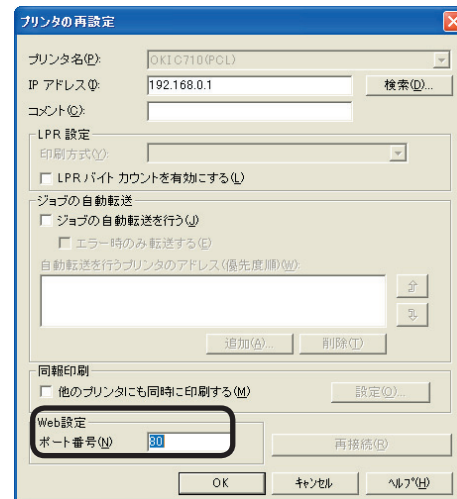 プリンタの再設定
プリンタ名(P):
OKI C710(PCL)
IP アドレス(I):
192.168.0.1
検索(D)...
コメント(C):
LPR 設定
印刷方式(Y):
LPR バイト カウントを有効にする(L)
ジョブの自動転送
ジョブの自動転送を行う(J)
エラー時のみ転送する(E)
自動転送を行うプリンタのアドレス(優先度順)(W):
追加(A)...
削除(T)
同報印刷
他のプリンタにも同時に印刷する(M)
設定(O)...
Web設定
ポート番号(N)
80
再接続(R)
OK
キャンセル
ヘルプ(H)